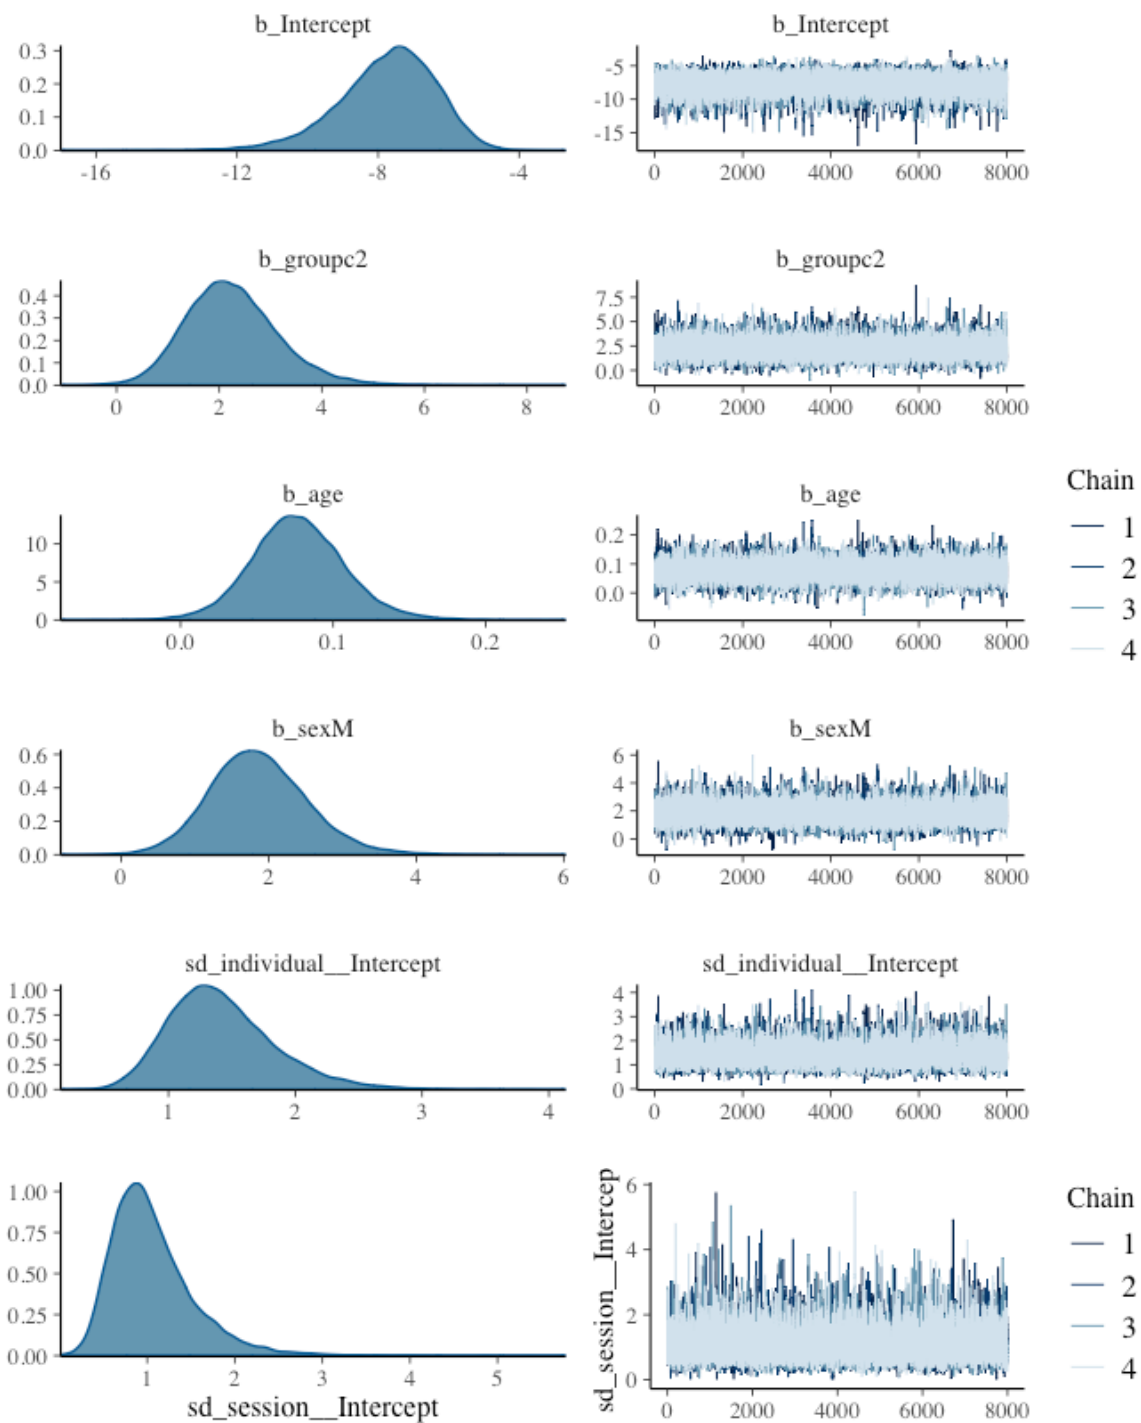 b_Intercept
0.3
0.2
0.1
0.0
-16 -12 -8 -4
b_Intercept
-5
-10
-15
0 2000 4000 6000 8000
b_groupc2
0.4
0.3
0.2
0.1
0.0
0 2 4 6 8
b_groupc2
7.5
5.0
2.5
0.0
0 2000 4000 6000 8000
b_age
10
5
0
0.0 0.1 0.2
b_age
0.2
0.1
0.0
0 2000 4000 6000 8000
Chain
1
2
3
4
b_sexM
0.6
0.4
0.2
0.0
0 2 4 6
b_sexM
6
4
2
0
0 2000 4000 6000 8000
sd_individual__Intercept
1.00
0.75
0.50
0.25
0.00
1 2 3 4
sd_individual__Intercept
4
3
2
1
0
0 2000 4000 6000 8000
1.00
0.75
0.50
0.25
0.00
1 2 3 4 5
sd_session__Intercept
sd_session__Intercep
6
4
2
0
0 2000 4000 6000 8000
Chain
1
2
3
4